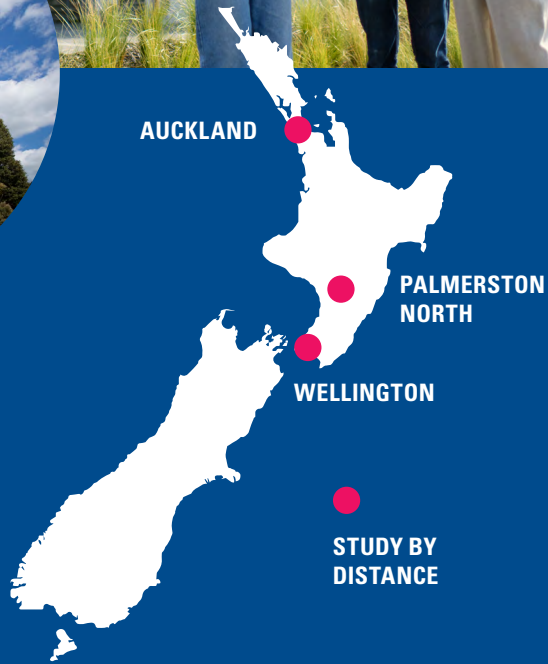 AUCKLAND
PALMERSTON
NORTH
WELLINGTON
STUDY BY
DISTANCE